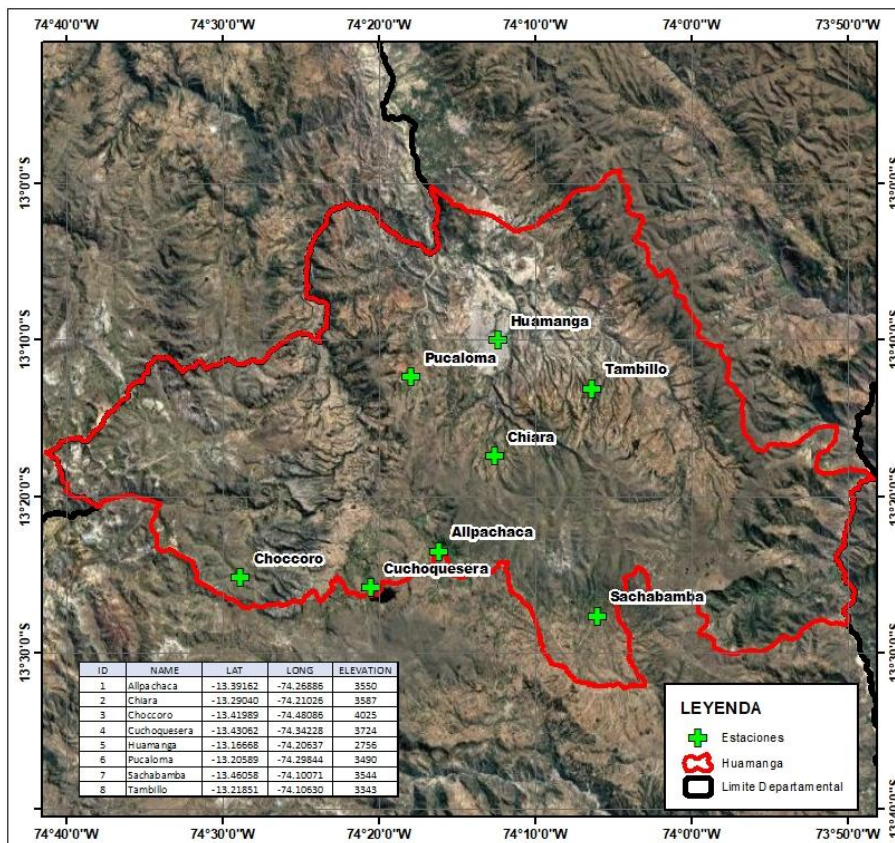 74°40'0"W 74°30'0"W 74°20'0"W 74°10'0"W 74°0'0"W 73°50'0"W
13°0'0"S 13°0'0"S
Huamanga
13°10'0"S 13°10'0"S
Pucaloma
Tambillo
Chiara
13°20'0"S 13°20'0"S
Allpachaca
Choccoro
Cuchoquesera
Sachabamba
13°30'0"S 13°30'0"S
ID NAME LAT LONG ELEVATION
1 Allpachaca -13.39162 -74.26886 3550
2 Chiara -13.29040 -74.21026 3587
3 Choccoro -13.41989 -74.48086 4025
4 Cuchoquesera -13.43062 -74.34228 3724
5 Huamanga -13.16668 -74.20637 2756
6 Pucaloma -13.20589 -74.29844 3490
7 Sachabamba -13.46058 -74.10071 3544
8 Tambillo -13.21851 -74.10630 3343
LEYENDA
Estaciones
Huamanga
Limite Departamental
13°40'0"S 13°40'0"S
74°40'0"W 74°30'0"W 74°20'0"W 74°10'0"W 74°0'0"W 73°50'0"W